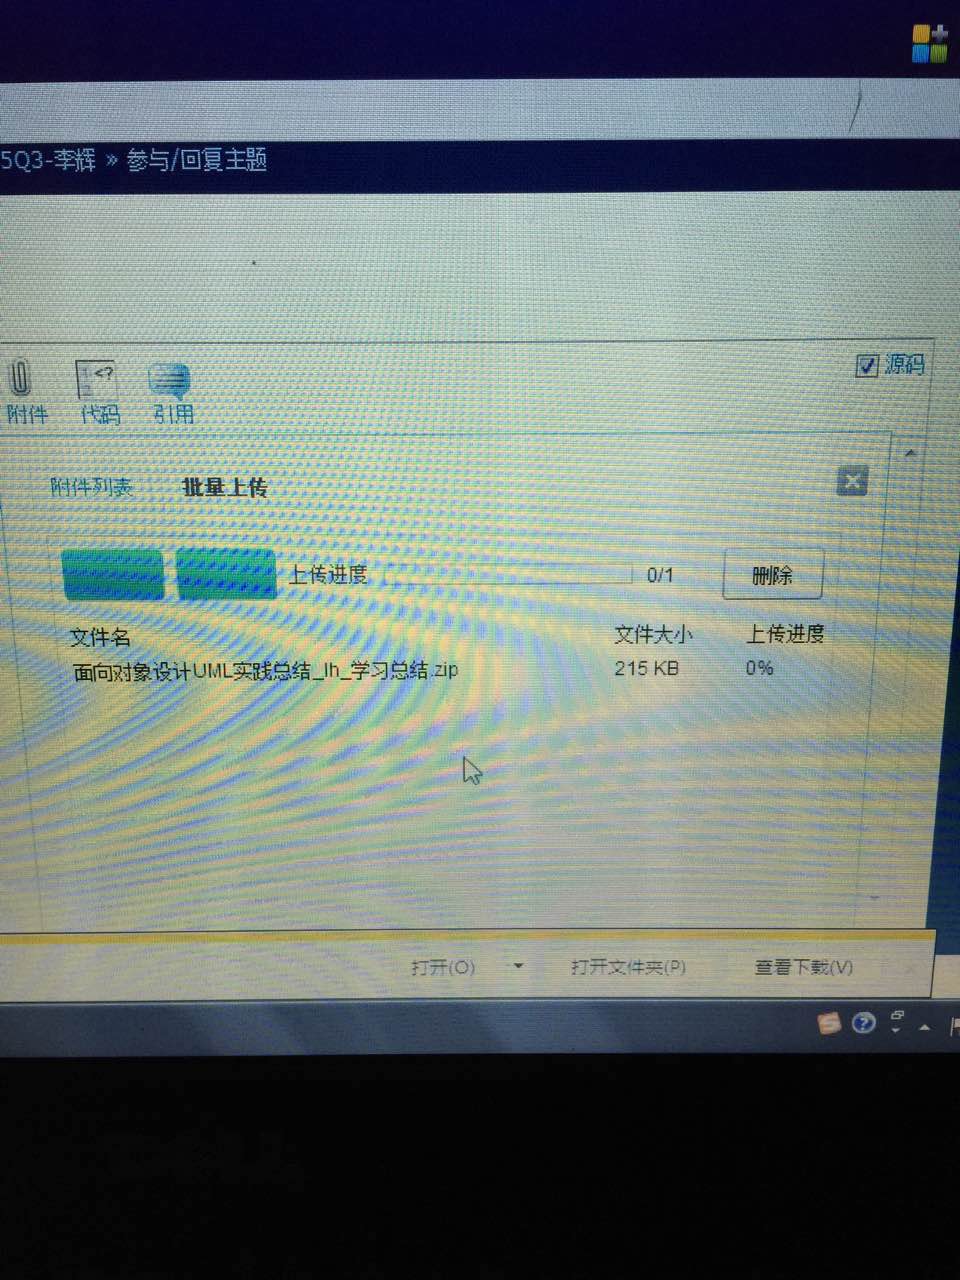 5Q3-李辉 » 参与/回复主题
源码
附件 代码 引用
附件列表 批量上传
上传进度 0/1 删除
文件名 文件大小 上传进度
面向对象设计UML实践总结_lh_学习总结.zip 215 KB 0%
打开(O) 打开文件夹(P) 查看下载(V)